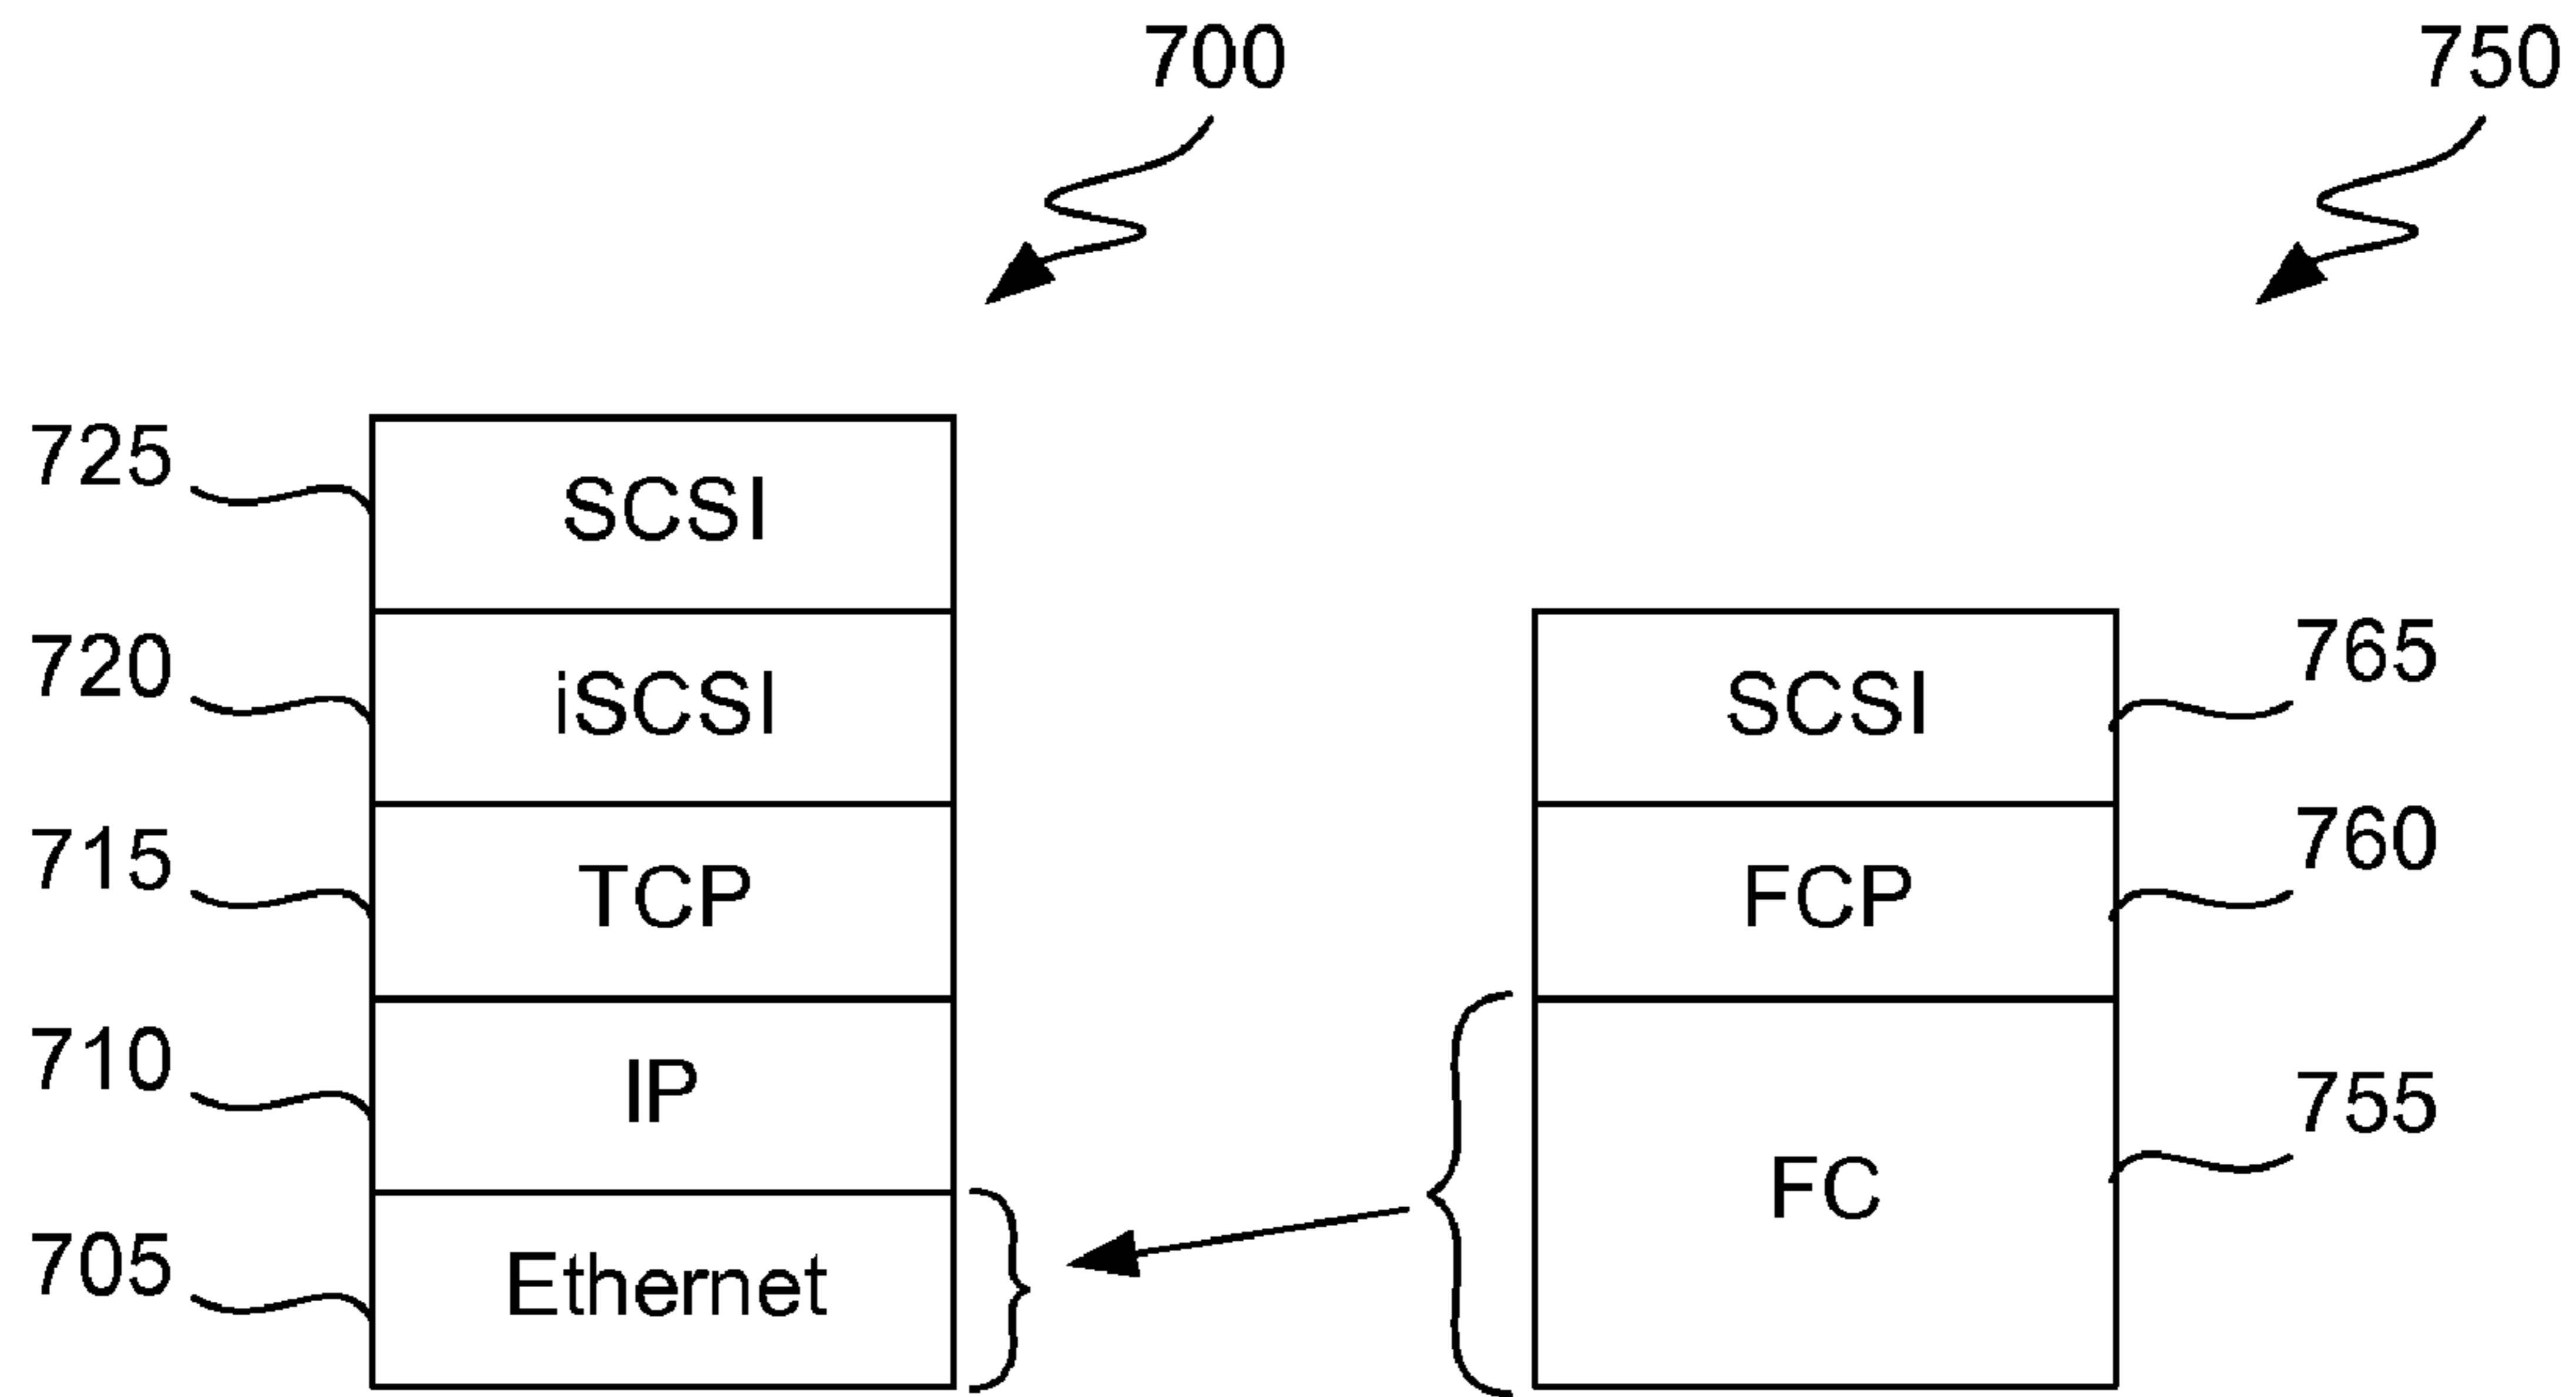 700
750
725
SCSI
720
iSCSI
SCSI
765
715
TCP
FCP
760
710
IP
FC
755
705
Ethernet